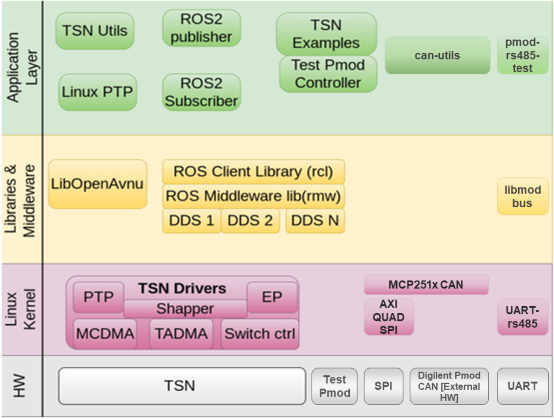 Application
Layer
TSN Utils
ROS2
publisher
TSN
Examples
can-utils
pmod-
rs485-
test
Linux PTP
ROS2
Subscriber
Test Pmod
Controller
Libraries &
Middleware
LibOpenAvnu
ROS Client Library (rcl)
ROS Middleware lib(rmw)
DDS 1
DDS 2
DDS N
libmod
bus
Linux
Kernel
TSN Drivers
PTP
Shapper
EP
MCDMA
TADMA
Switch ctrl
MCP251x CAN
AXI
QUAD
SPI
UART-
rs485
HW
TSN
Test
Pmod
SPI
Digilent Pmod
CAN [External
HW]
UART